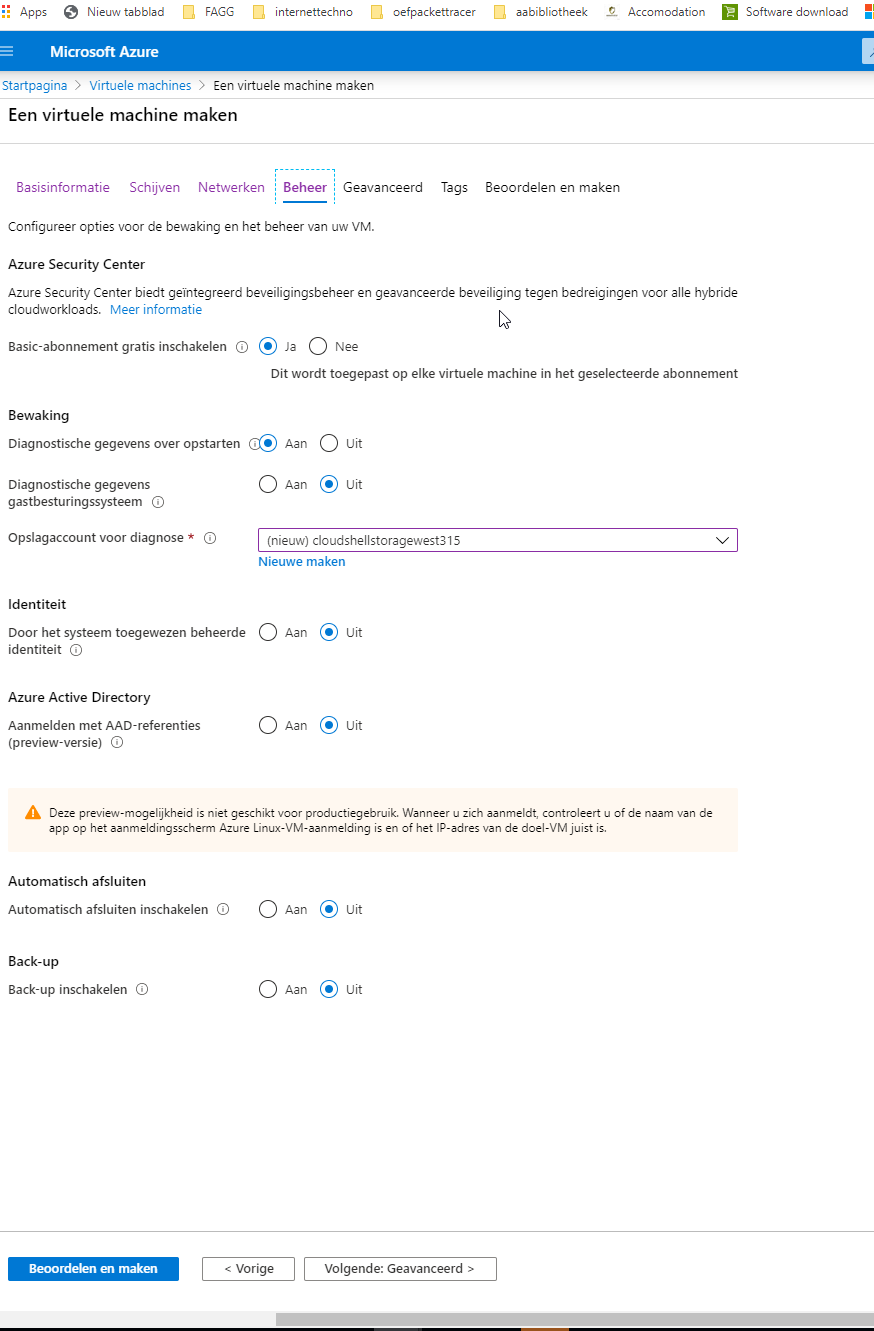 Apps Nieuw tabblad FAGG internettechno oefpackettracer aabibliotheek Accomodation Software download
Microsoft Azure
Startpagina > Virtuele machines > Een virtuele machine maken
Een virtuele machine maken
Basisinformatie Schijven Netwerken Beheer Geavanceerd Tags Beoordelen en maken
Configureer opties voor de bewaking en het beheer van uw VM.
Azure Security Center
Azure Security Center biedt geïntegreerd beveiligingsbeheer en geavanceerde beveiliging tegen bedreigingen voor alle hybride
cloudworkloads. Meer informatie
Basic-abonnement gratis inschakelen Ja Nee
Dit wordt toegepast op elke virtuele machine in het geselecteerde abonnement
Bewaking
Diagnostische gegevens over opstarten Aan Uit
Diagnostische gegevens Aan Uit
gastbesturingssysteem
Opslagaccount voor diagnose * (nieuw) cloudshellstoragewest315
Nieuwe maken
Identiteit
Door het systeem toegewezen beheerde Aan Uit
identiteit
Azure Active Directory
Aanmelden met AAD-referenties Aan Uit
(preview-versie)
Deze preview-mogelijkheid is niet geschikt voor productiegebruik. Wanneer u zich aanmeldt, controleert u of de naam van de
app op het aanmeldingsscherm Azure Linux-VM-aanmelding is en of het IP-adres van de doel-VM juist is.
Automatisch afsluiten
Automatisch afsluiten inschakelen Aan Uit
Back-up
Back-up inschakelen Aan Uit
Beoordelen en maken < Vorige Volgende: Geavanceerd >